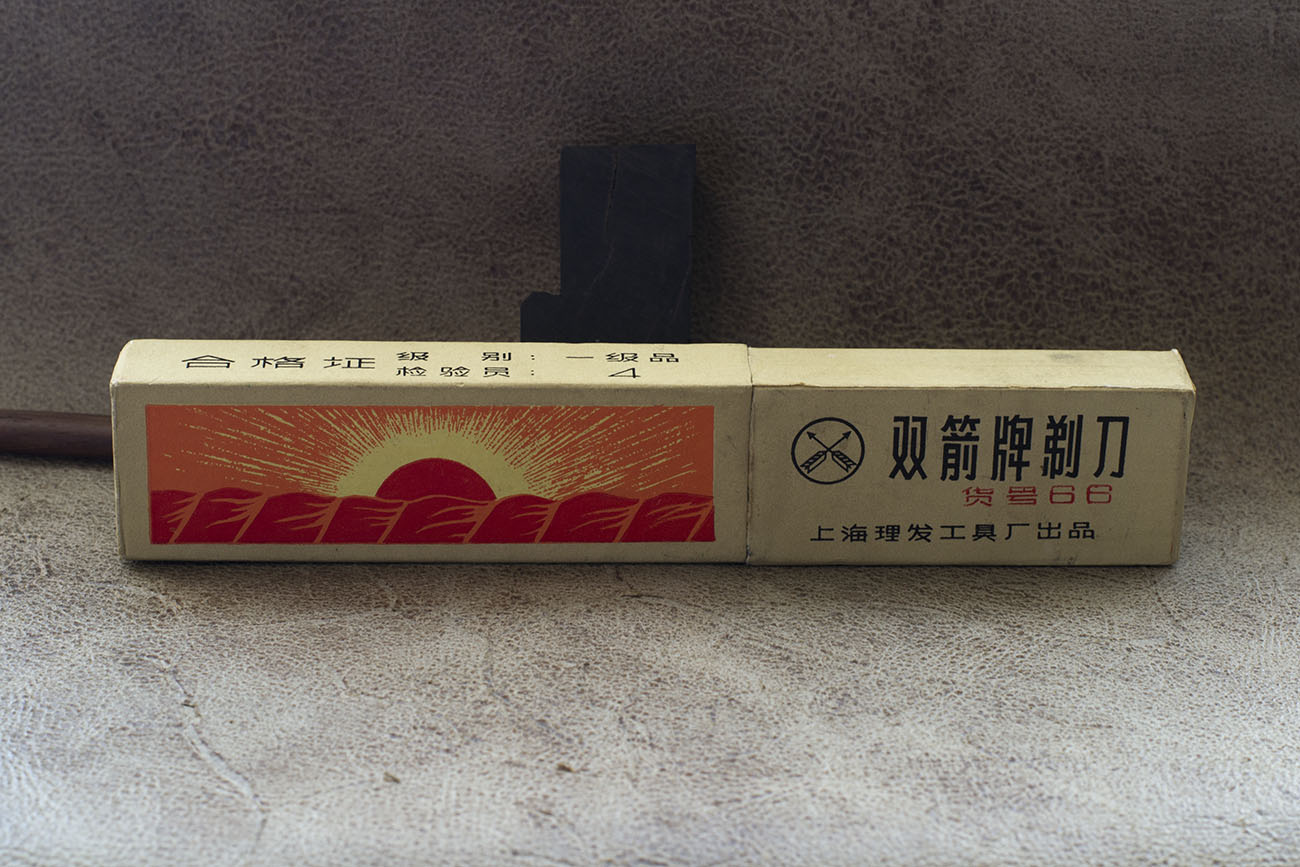 合格证 级别：一级品
检验员：4
双箭牌剃刀
货号66
上海理发工具厂出品